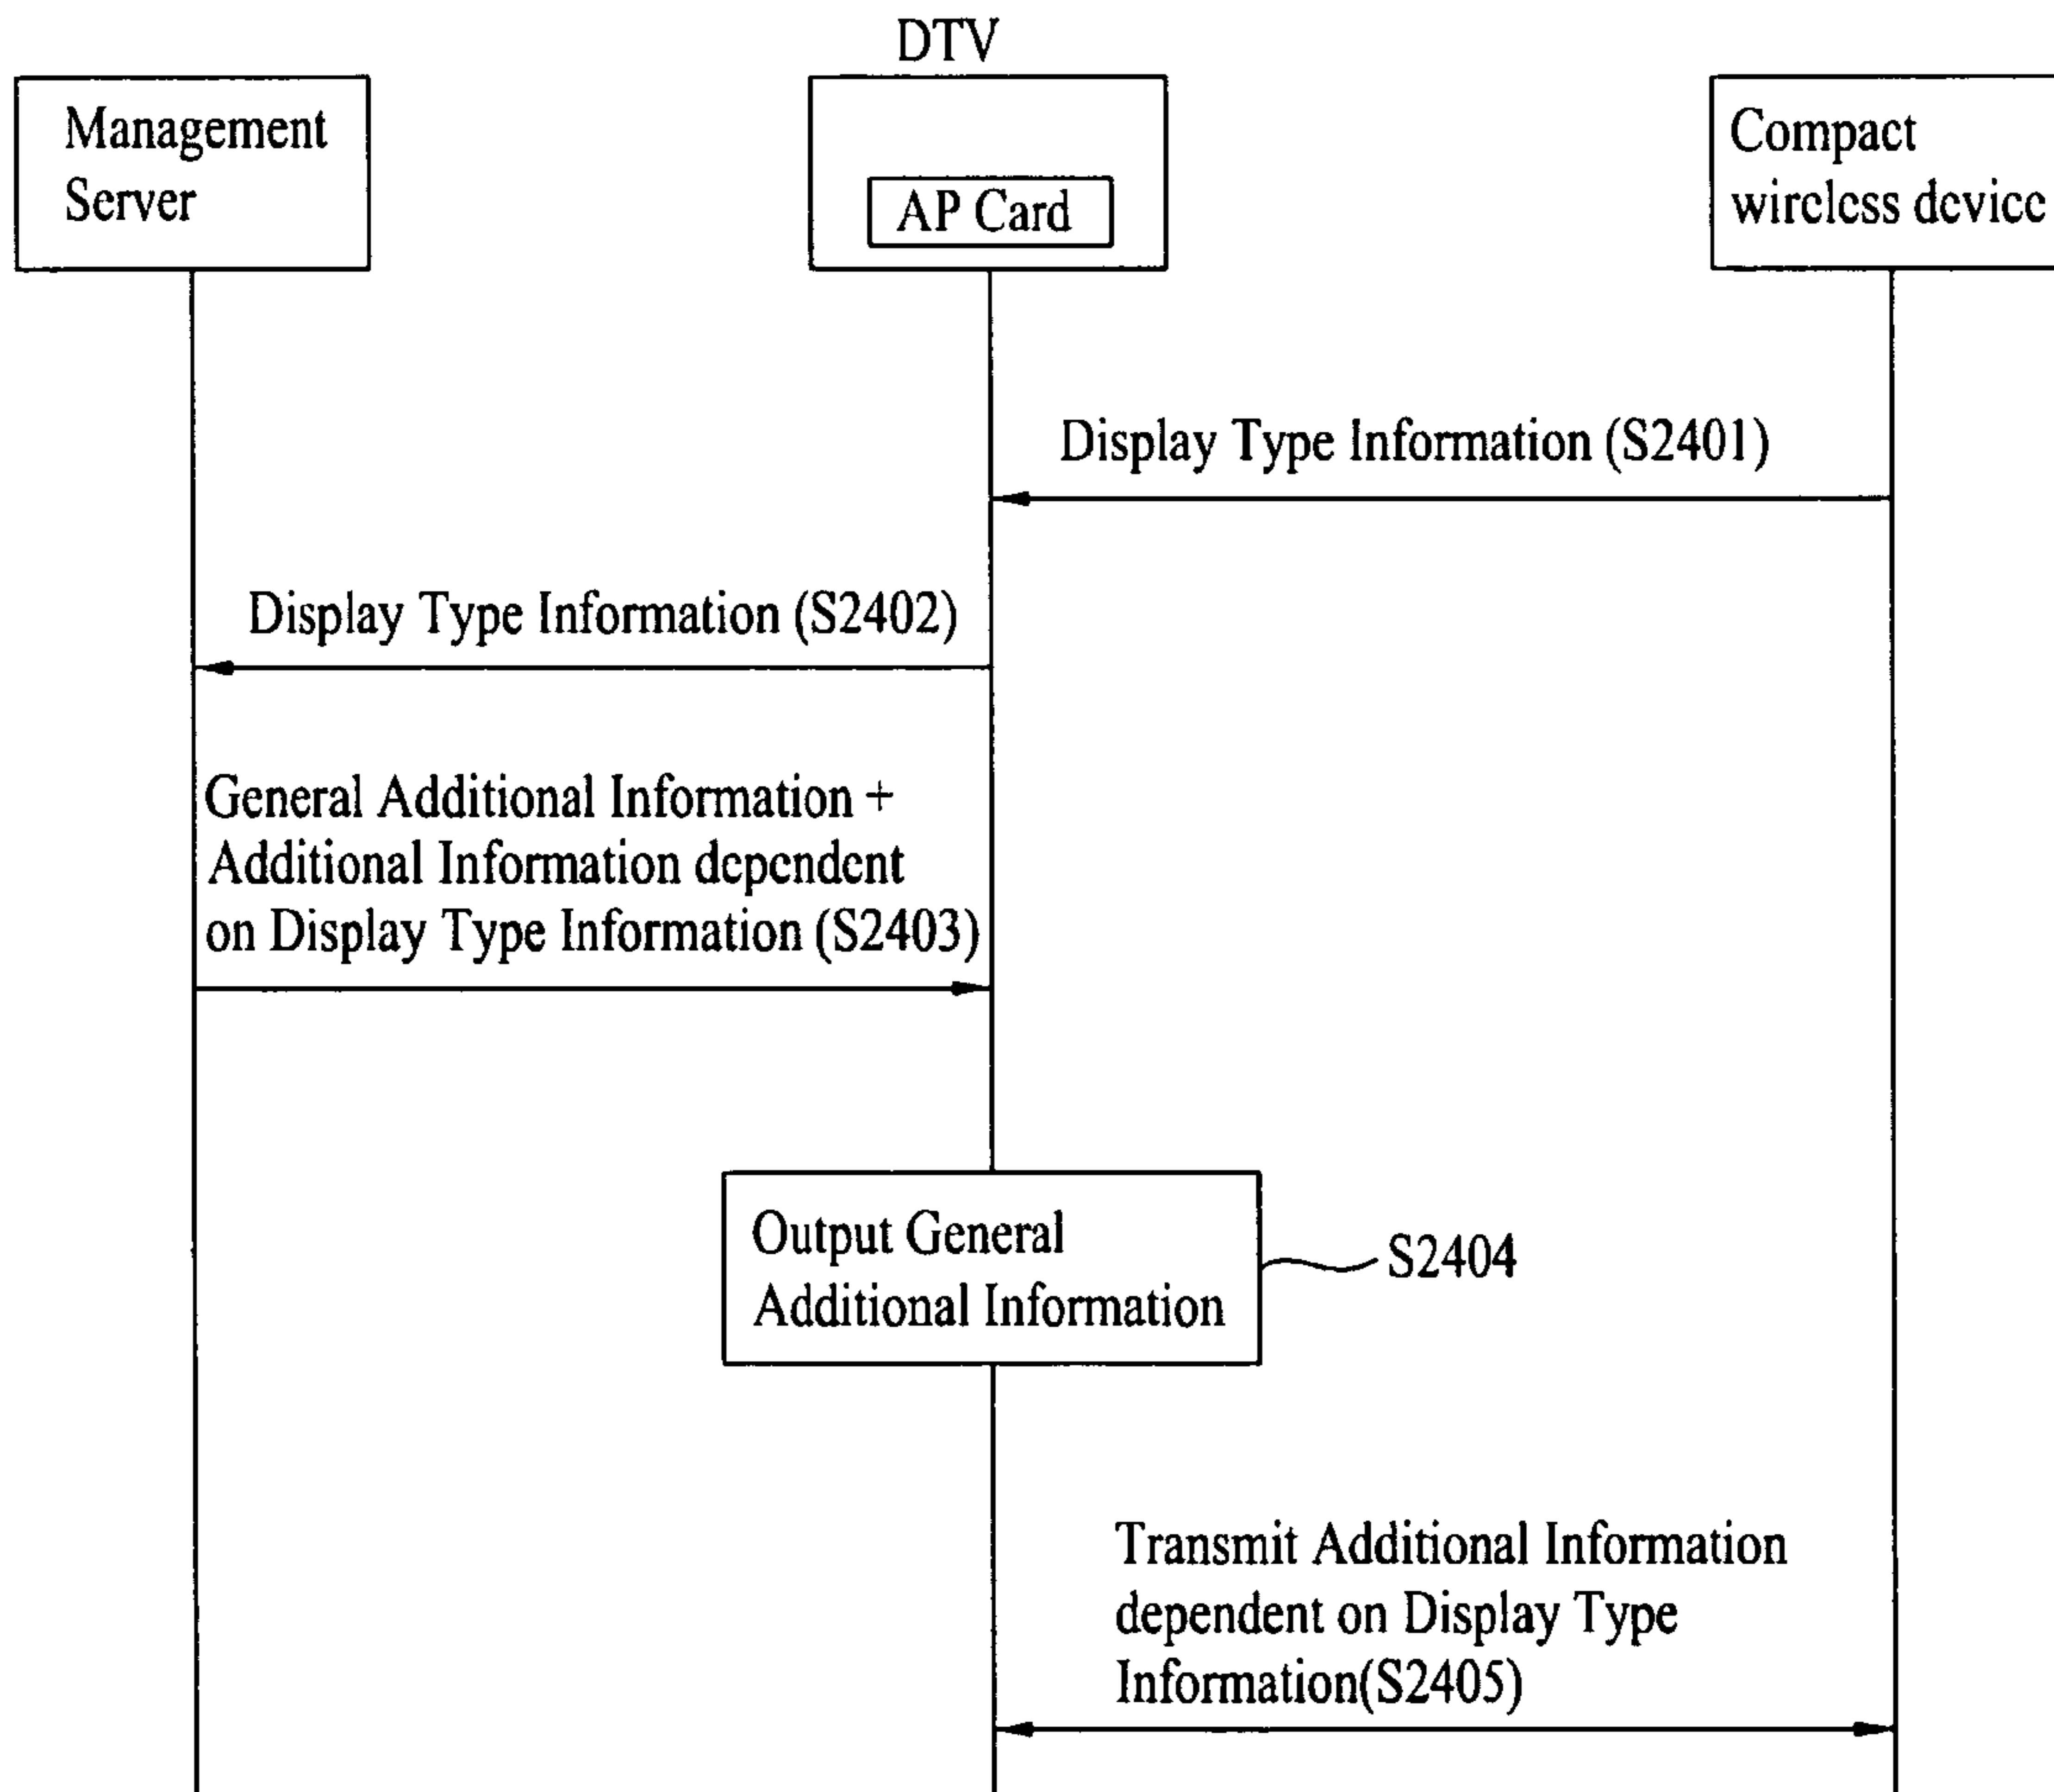 DTV
Management
Server
AP Card
Compact
wireless device
Display Type Information (S2401)
Display Type Information (S2402)
General Additional Information +
Additional Information dependent
on Display Type Information (S2403)
Output General
Additional Information
S2404
Transmit Additional Information
dependent on Display Type
Information(S2405)